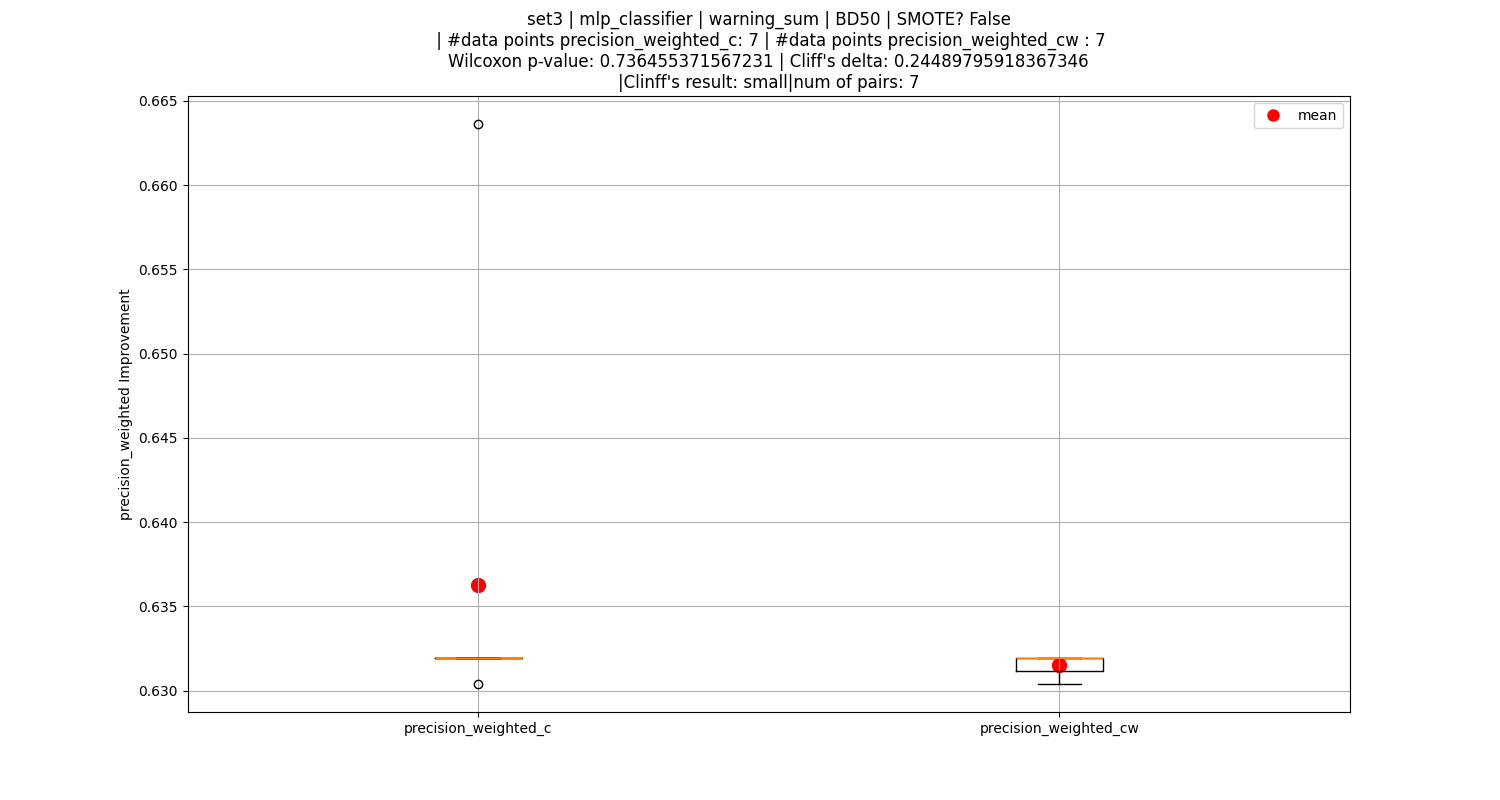 set3 | mlp_classifier | warning_sum | BD50 | SMOTE? False
| #data points precision_weighted_c: 7 | #data points precision_weighted_cw : 7
Wilcoxon p-value: 0.736455371567231 | Cliff's delta: 0.24489795918367346
|Clinff's result: small|num of pairs: 7
mean
0.665
0.660
0.655
0.650
0.645
0.640
0.635
0.630
precision_weighted Improvement
precision_weighted_c
precision_weighted_cw